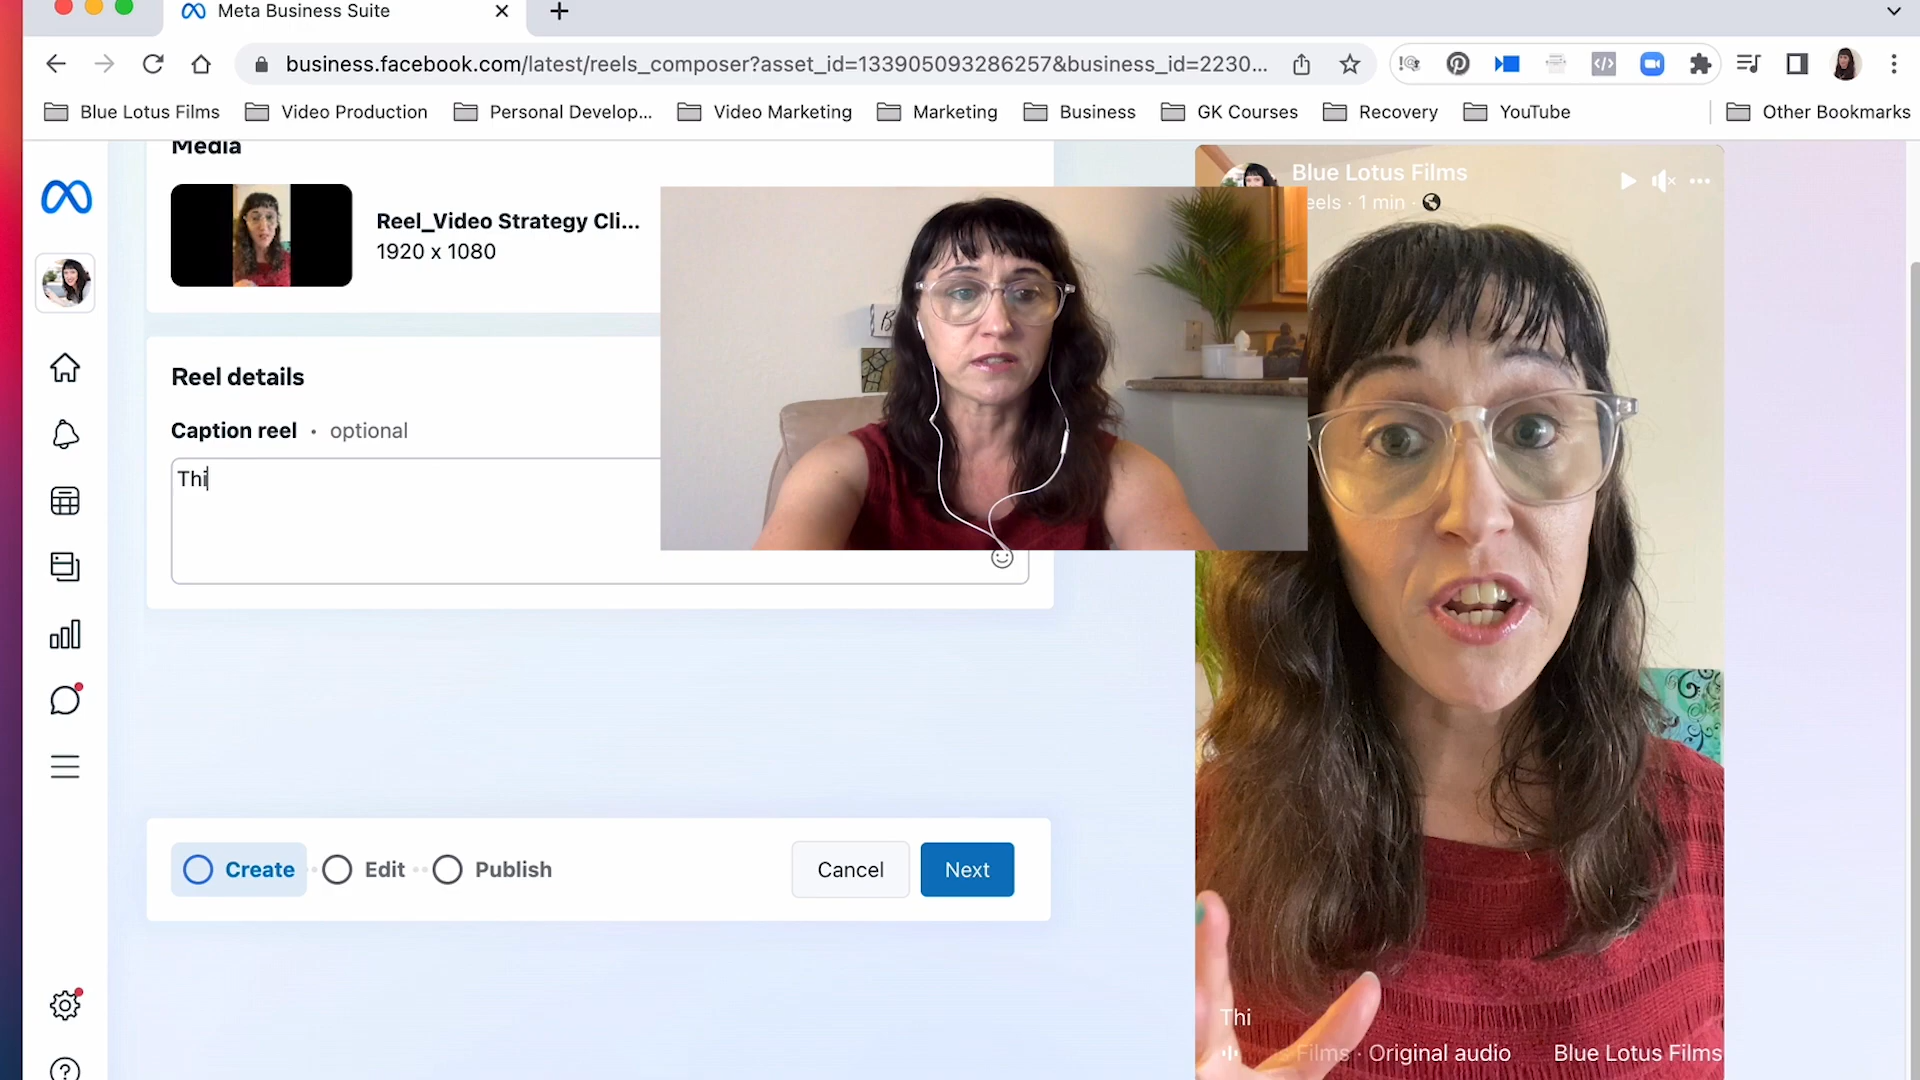 Meta Business Suite
business.facebook.com/latest/reels_composer?asset_id=133905093286257&business_id=2230...
Blue Lotus Films
Video Production
Personal Develop...
Video Marketing
Marketing
Business
GK Courses
Recovery
YouTube
Other Bookmarks
Media
Reel_Video Strategy Cli...
1920 x 1080
Reel details
Caption reel · optional
Thi
Create
Edit
Publish
Cancel
Next
Blue Lotus Films
eels · 1 min ·
Thi
Films · Original audio
Blue Lotus Films